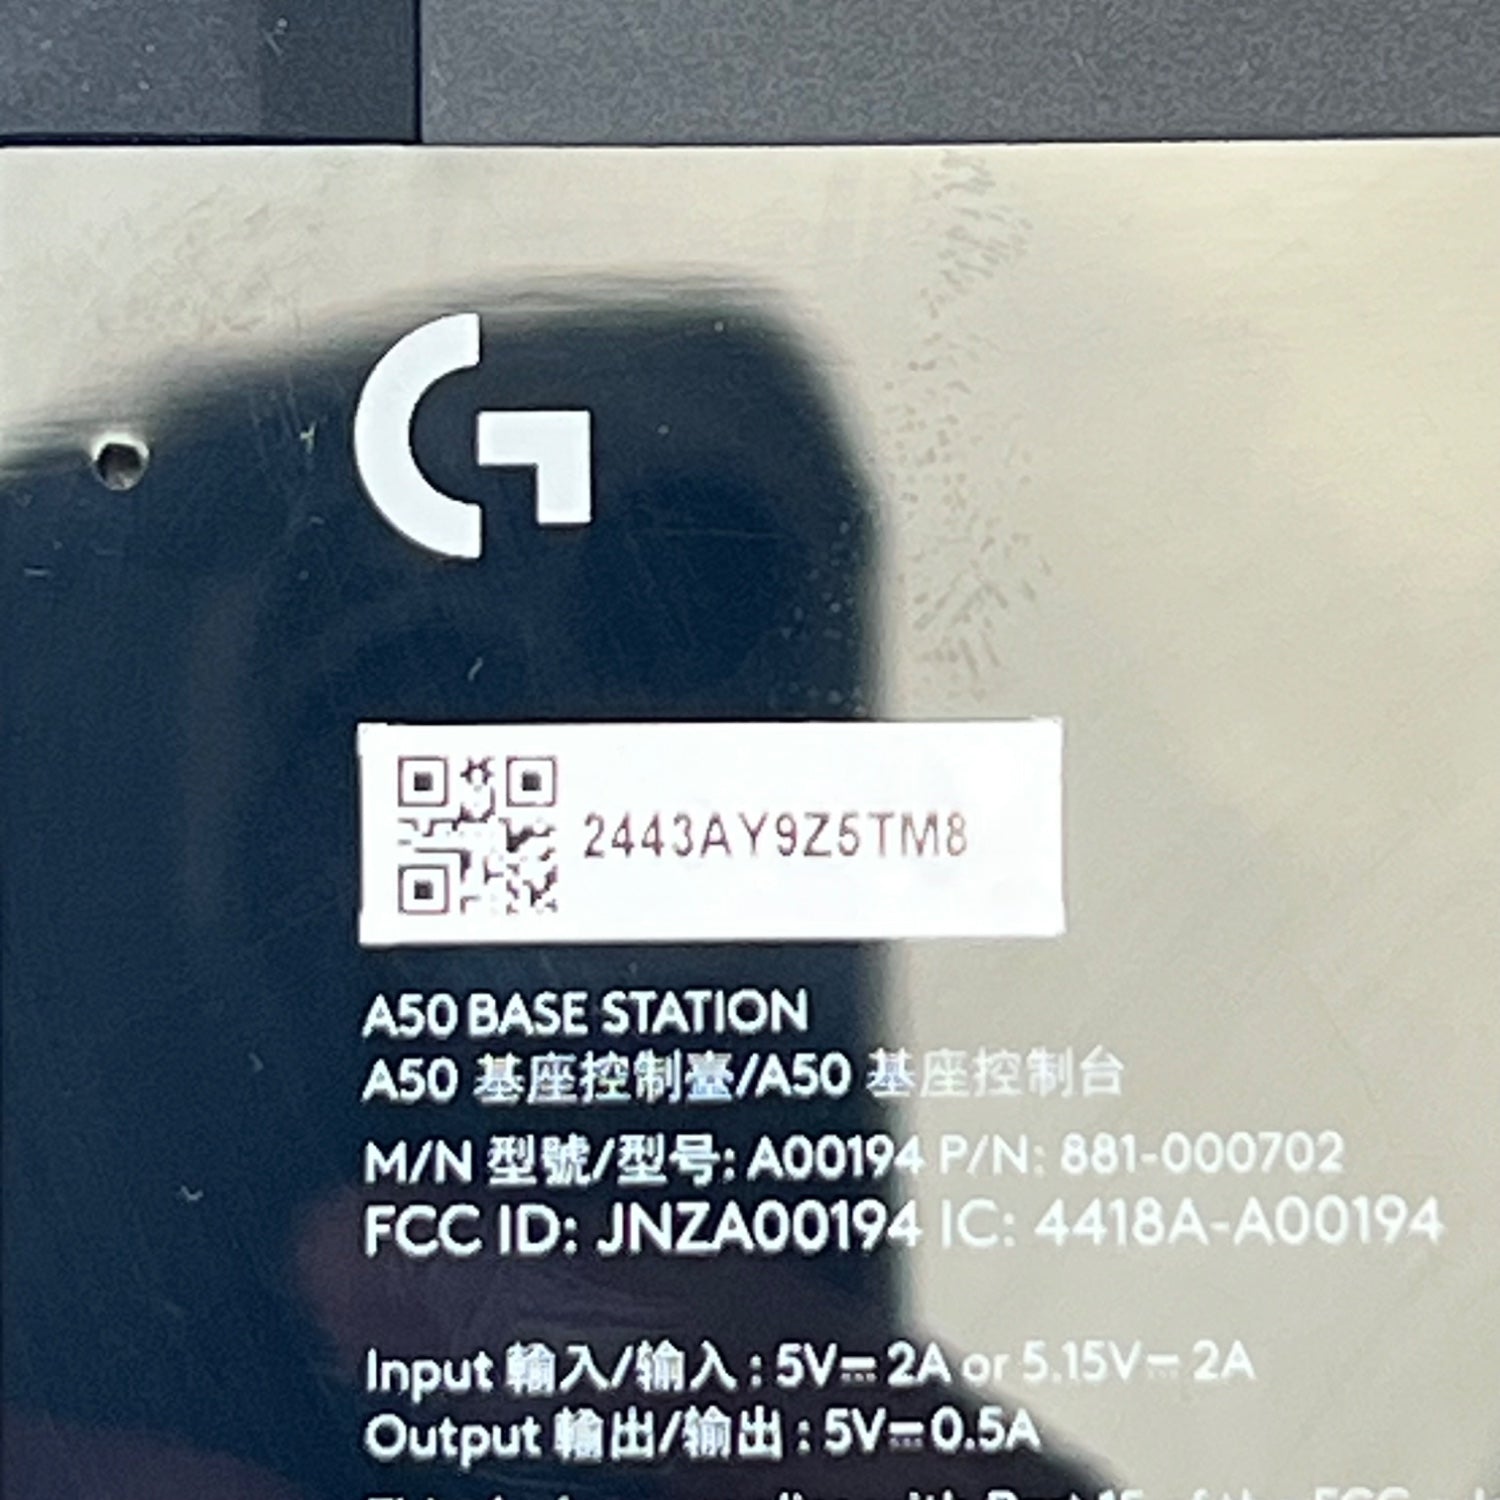 2443AY9Z5TM8
A50 BASE STATION
A50 基座控制臺/A50 基座控制台
M/N 型號/型号: A00194 P/N: 881-000702
FCC ID: JNZA00194 IC: 4418A-A00194
Input 輸入/输入 : 5V⎓ 2A or 5.15V⎓ 2A
Output 輸出/输出 : 5V⎓0.5A